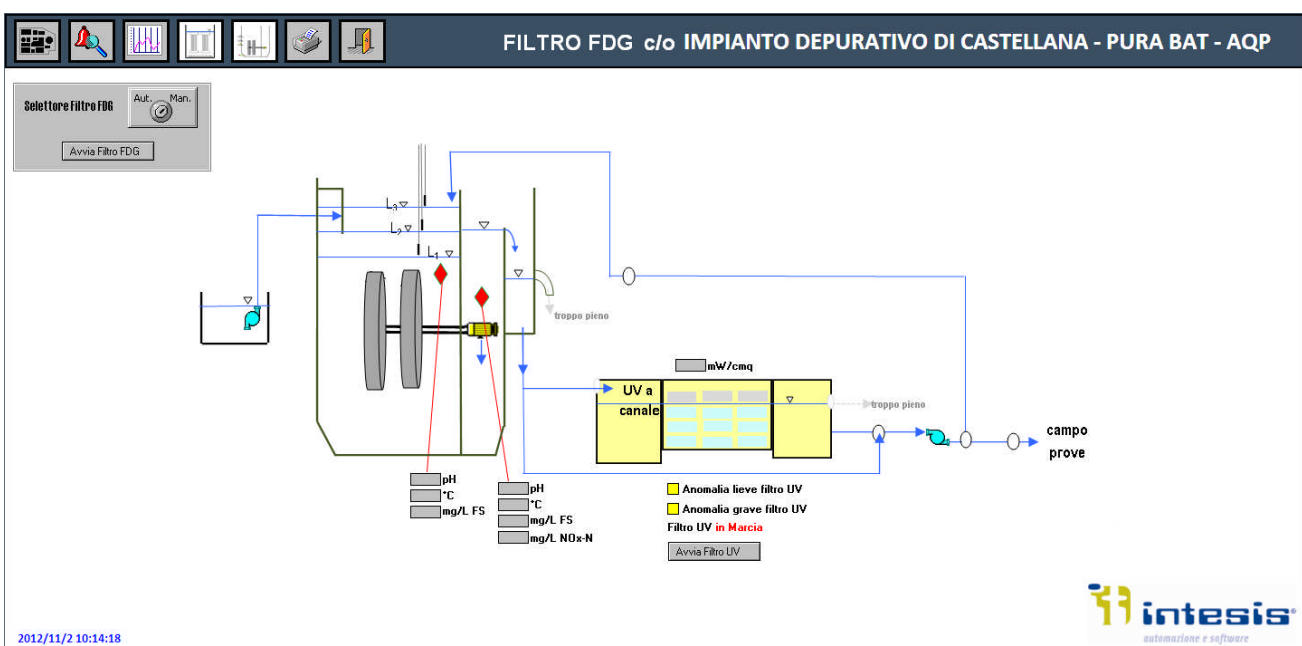 FILTRO FDG c/o IMPIANTO DEPURATIVO DI CASTELLANA - PURA BAT - AQP
Selettore Filtro FDG
Aut. Man.
Avvia Filtro FDG
L3
L2
L1
troppo pieno
mW/cmq
UV a
canale
troppo pieno
campo
prove
pH
°C
mg/L FS
pH
°C
mg/L FS
mg/L NOx-N
Anomalia lieve filtro UV
Anomalia grave filtro UV
Filtro UV in Marcia
Avvia Filtro UV
intesis
automazione e software
2012/11/2 10:14:18